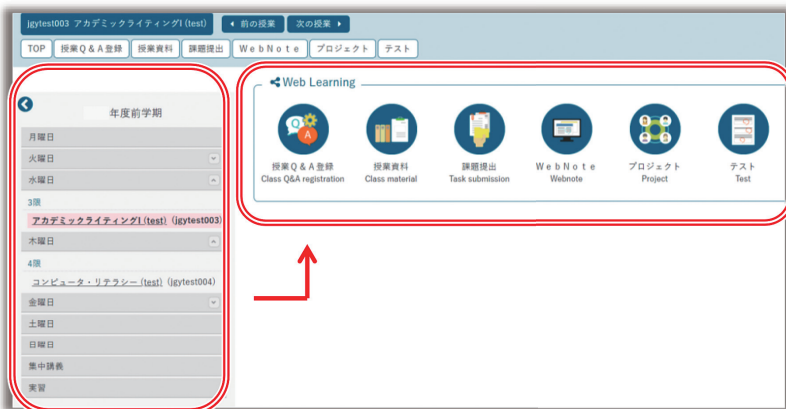 jgytest003 アカデミックライティングI (test) 前の授業 次の授業
TOP 授業Q&A登録 授業資料 課題提出 WebNote プロジェクト テスト
年度前学期
月曜日
火曜日
水曜日
3限
アカデミックライティングI (test) (jgytest003)
木曜日
4限
コンピュータ・リテラシー (test) (jgytest004)
金曜日
土曜日
日曜日
集中講義
実習
Web Learning
Q A
授業Q&A登録 授業資料 課題提出 WebNote プロジェクト テスト
Class Q&A registration Class material Task submission Webnote Project Test